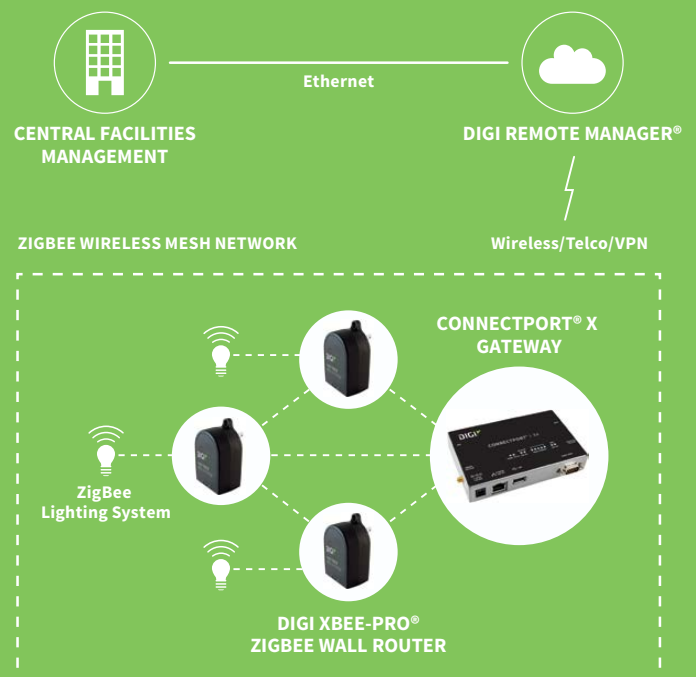 Ethernet
CENTRAL FACILITIES
MANAGEMENT
DIGI REMOTE MANAGER®
ZIGBEE WIRELESS MESH NETWORK
Wireless/Telco/VPN
CONNECTPORT® X
GATEWAY
DIGI
ZigBee
Lighting System
DIGI XBEE-PRO®
ZIGBEE WALL ROUTER